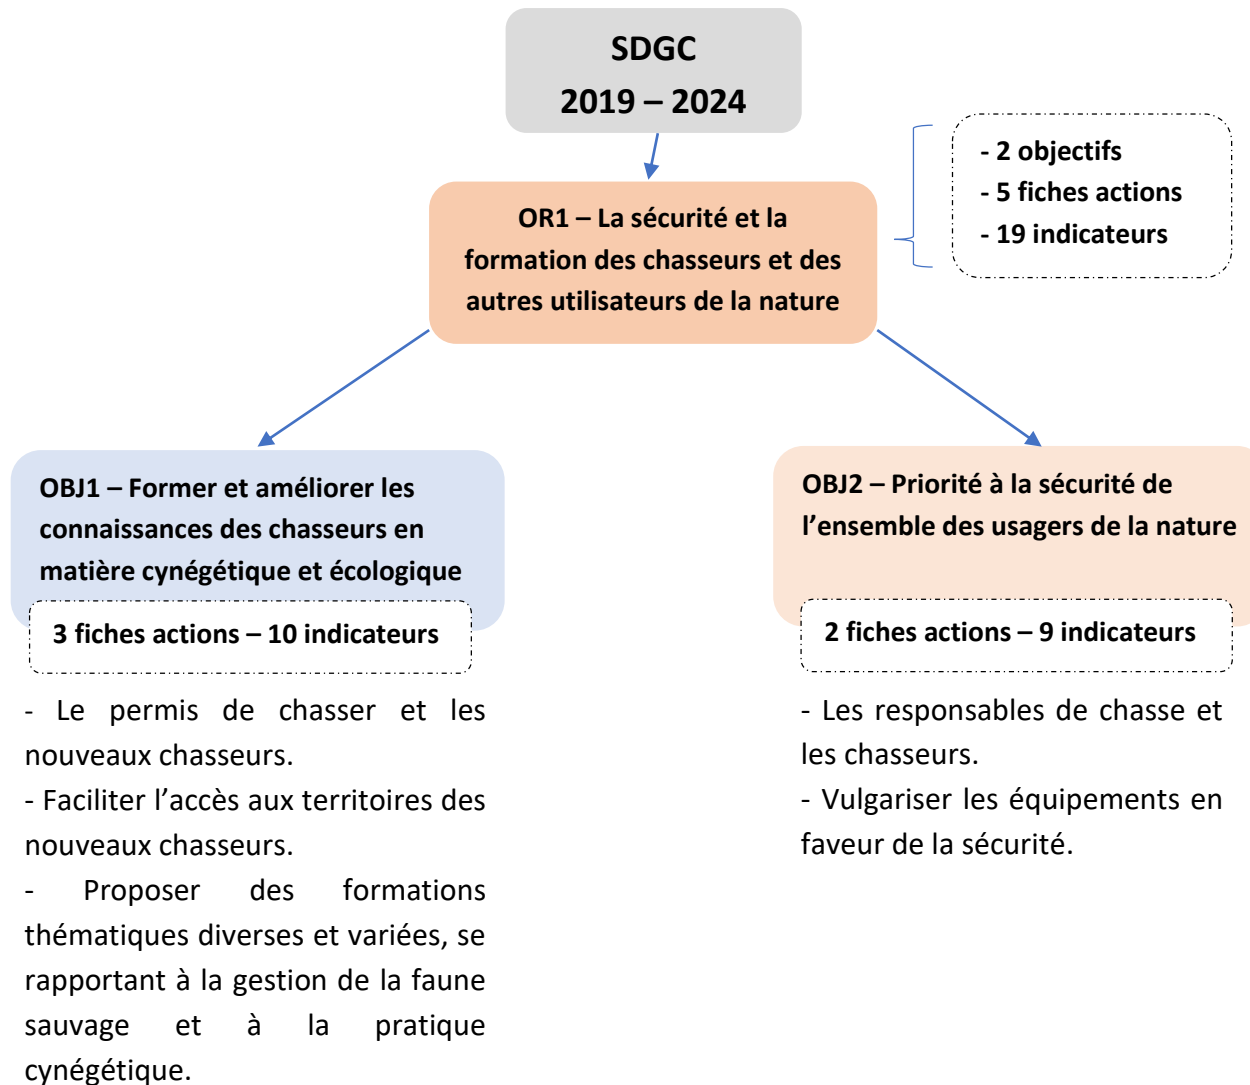 SDGC
2019 – 2024
- 2 objectifs
- 5 fiches actions
- 19 indicateurs
OR1 – La sécurité et la
formation des chasseurs et des
autres utilisateurs de la nature
OBJ1 – Former et améliorer les
connaissances des chasseurs en
matière cynégétique et écologique
3 fiches actions – 10 indicateurs
- Le permis de chasser et les
nouveaux chasseurs.
- Faciliter l’accès aux territoires des
nouveaux chasseurs.
- Proposer des formations
thématiques diverses et variées, se
rapportant à la gestion de la faune
sauvage et à la pratique
cynégétique.
OBJ2 – Priorité à la sécurité de
l’ensemble des usagers de la nature
2 fiches actions – 9 indicateurs
- Les responsables de chasse et
les chasseurs.
- Vulgariser les équipements en
faveur de la sécurité.